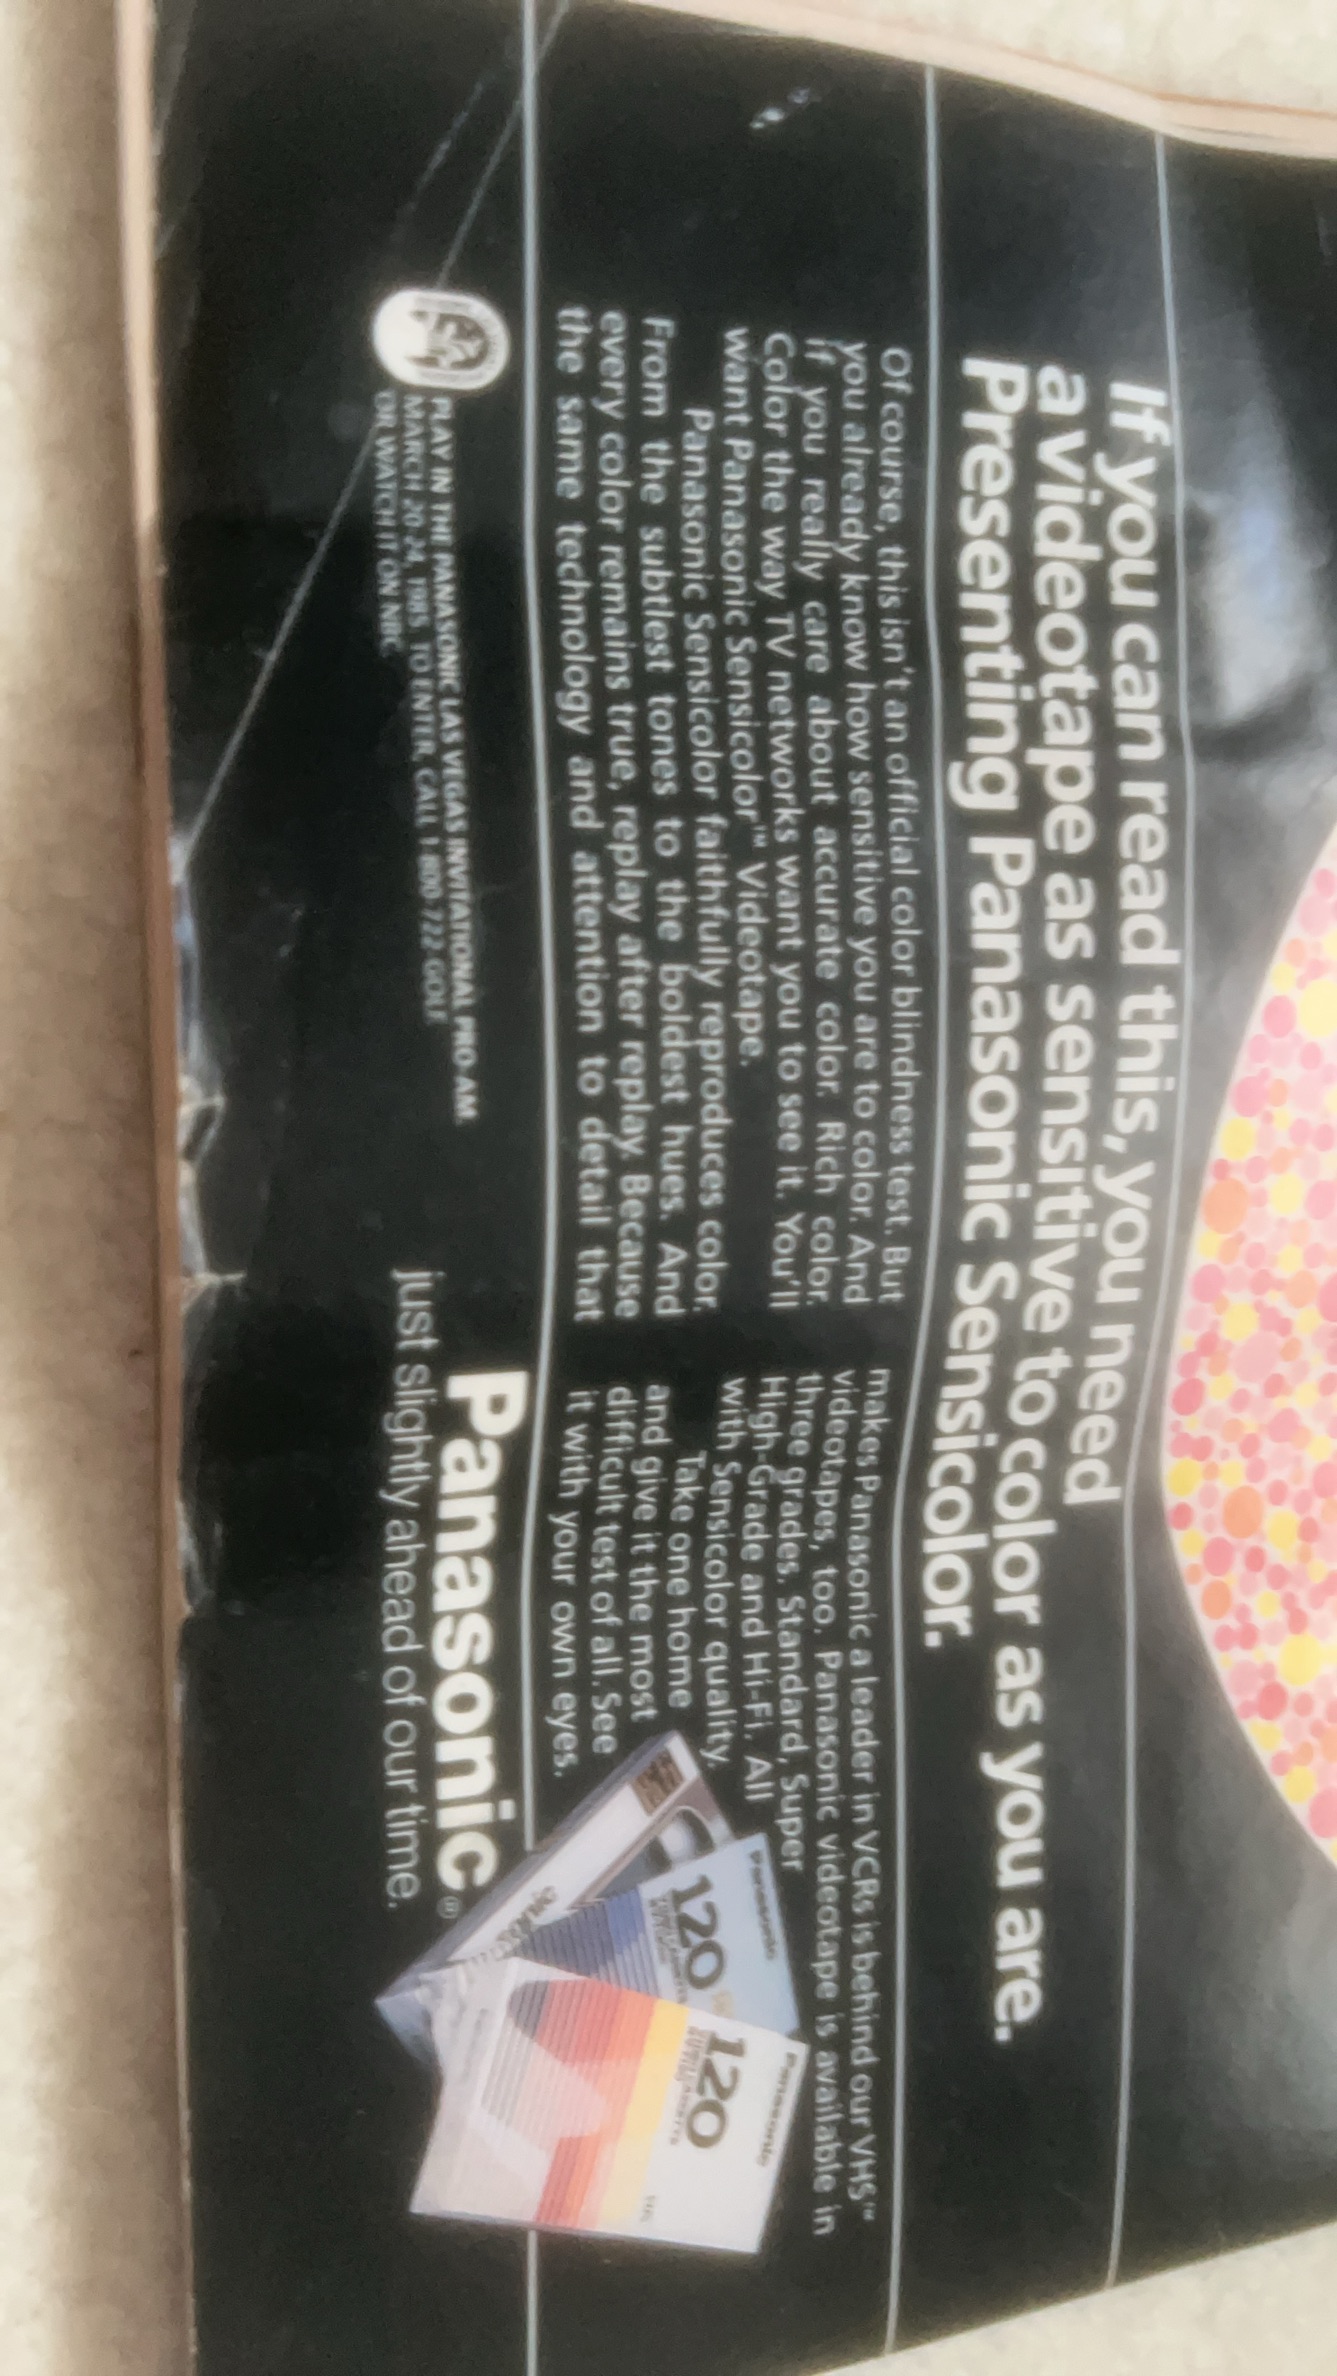 If you can read this, you need
a videotape as sensitive to color as you are.
Presenting Panasonic Sensicolor.
Of course, this isn't an official color blindness test. But
you already know how sensitive you are to color. And
if you really care about accurate color. Rich color.
Color the way TV networks want you to see it. You'll
want Panasonic Sensicolor™ Videotape.
Panasonic Sensicolor faithfully reproduces color.
From the subtlest tones to the boldest hues. And
every color remains true, replay after replay. Because
the same technology and attention to detail that
makes Panasonic a leader in VCRs is behind our VHS™
videotapes, too. Panasonic videotape is available in
three grades. Standard, Super
High-Grade and Hi-Fi. All
with Sensicolor quality.
Take one home
and give it the most
difficult test of all. See
it with your own eyes.
Panasonic
120
Panasonic
120
PLAY IN THE PANASONIC LAS VEGAS INVITATIONAL PRO-AM
MARCH 20-24, 1985. TO ENTER, CALL 1-800-722-GOLF
OR WATCH IT ON NBC
Panasonic®
just slightly ahead of our time.